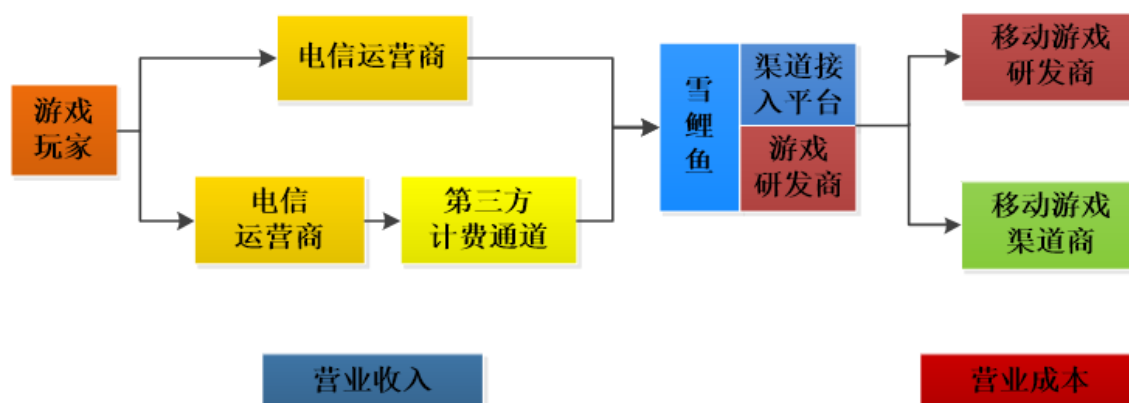 电信运营商
游戏
玩家
电信
运营商
第三方
计费通道
雪
鲤
鱼
渠道接
入平台
游戏
研发商
移动游戏
研发商
移动游戏
渠道商
营业收入
营业成本